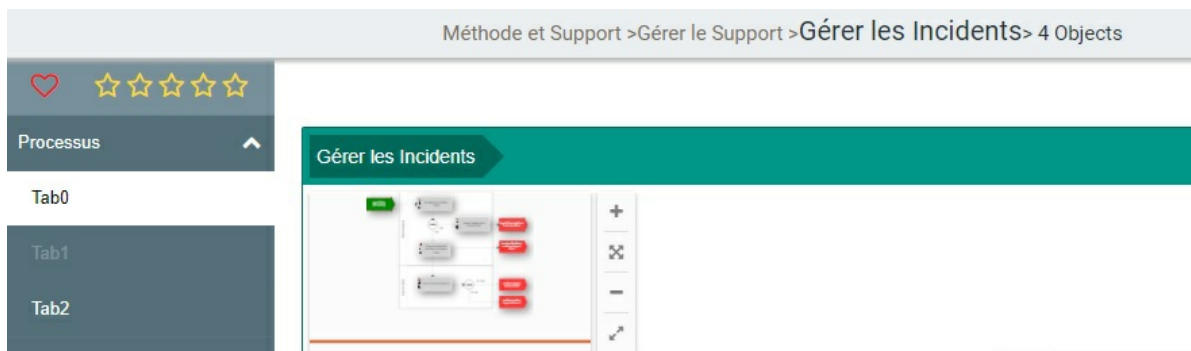 Méthode et Support >Gérer le Support >Gérer les Incidents> 4 Objects
Processus
Tab0
Tab1
Tab2
Gérer les Incidents